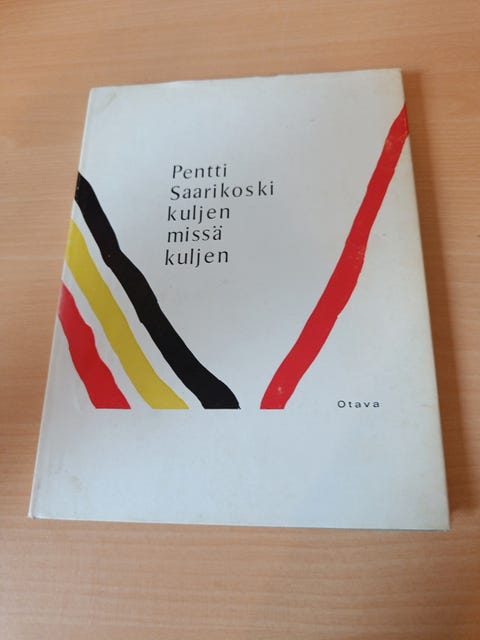 Pentti
Saarikoski
kuljen
missä
kuljen
Otava